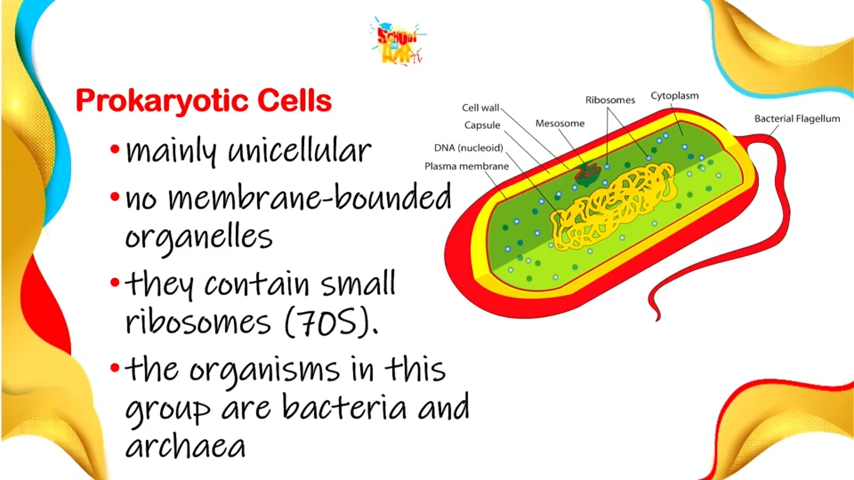 SCHOOL
Prokaryotic Cells
•mainly unicellular
•no membrane-bounded
organelles
•they contain small
ribosomes (70S).
•the organisms in this
group are bacteria and
archaea
Cell wall
Capsule
DNA (nucleoid)
Plasma membrane
Mesosome
Ribosomes
Cytoplasm
Bacterial Flagellum